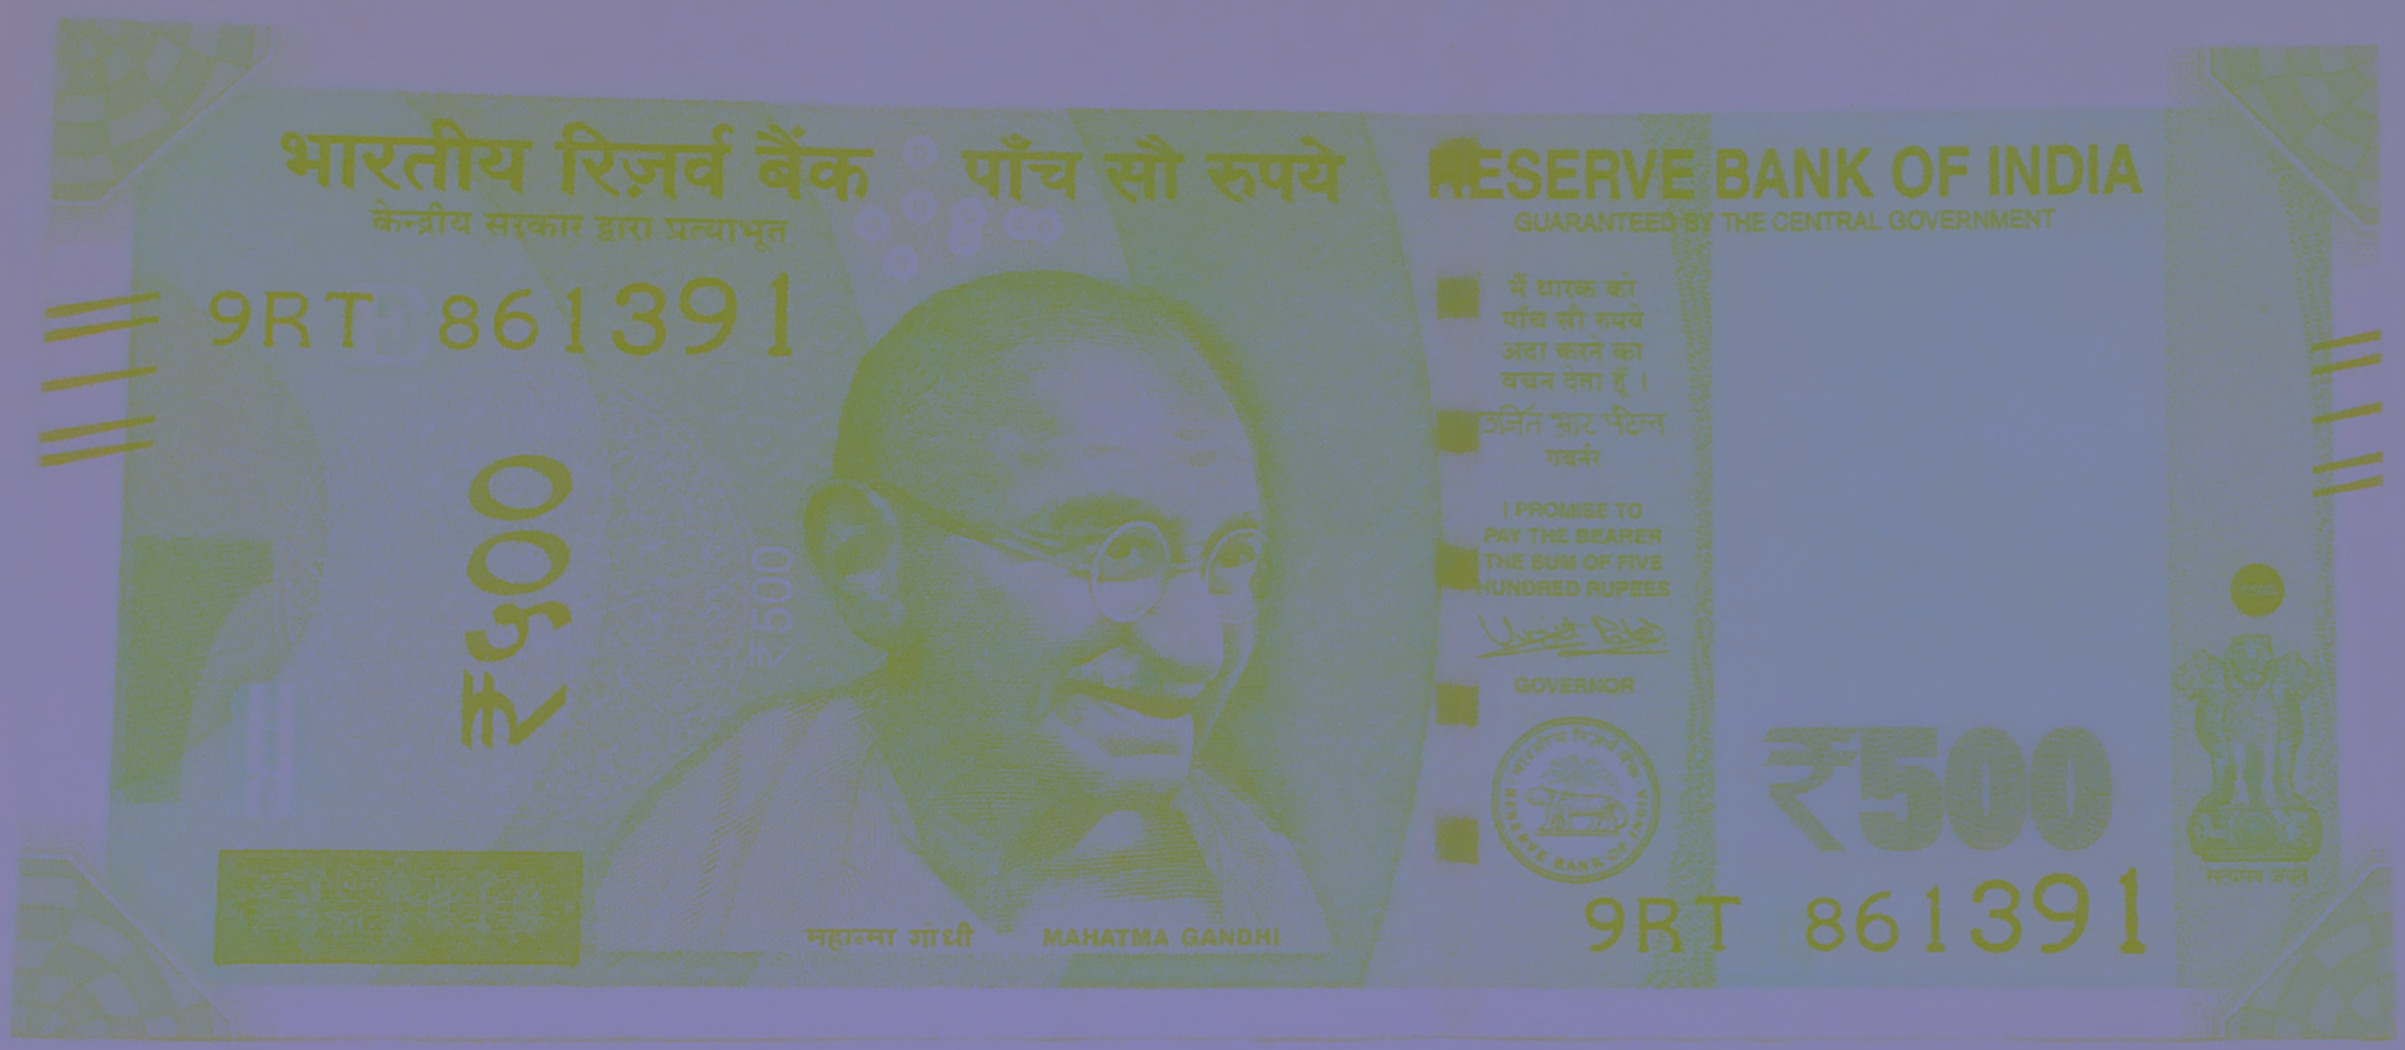 भारतीय रिज़र्व बैंक
केन्द्रीय सरकार द्वारा प्रत्याभूत
पाँच सौ रुपये
RESERVE BANK OF INDIA
GUARANTEED BY THE CENTRAL GOVERNMENT
9RT 861391
₹५००
₹500
मैं धारक को
पाँच सौ रुपये
अदा करने का
वचन देता हूँ ।
उर्जित आर पटेल
गवर्नर
I PROMISE TO
PAY THE BEARER
THE SUM OF FIVE
HUNDRED RUPEES
GOVERNOR
भारतीय रिज़र्व बैंक
RESERVE BANK OF INDIA
₹500
9RT 861391
सत्यमेव जयते
महात्मा गांधी
MAHATMA GANDHI